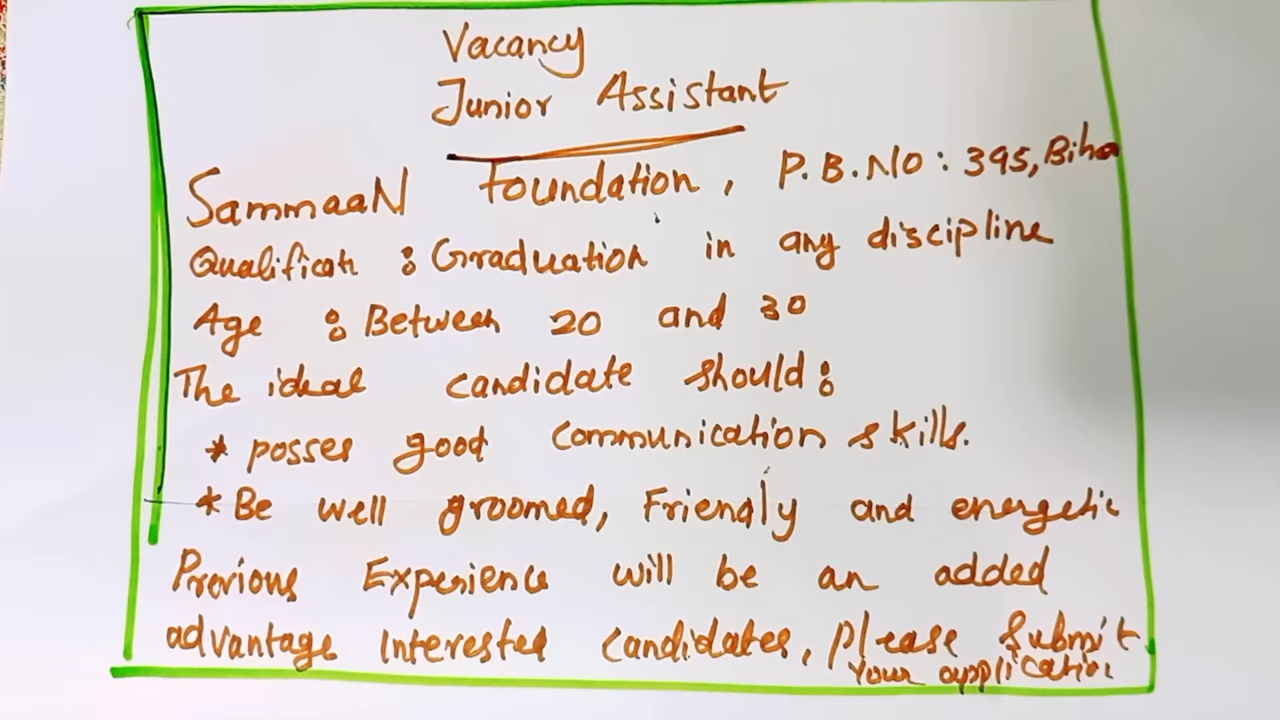 Vacancy
Junior Assistant
SammaaN Foundation, P.B.NO: 395, Biha
Qualificatn : Graduation in any discipline
Age : Between 20 and 30
The ideal candidate should:
* posses good communication skills.
* Be well groomed, Friendly and energetic
Previous Experience will be an added
advantage Interested candidates, please submit
your application